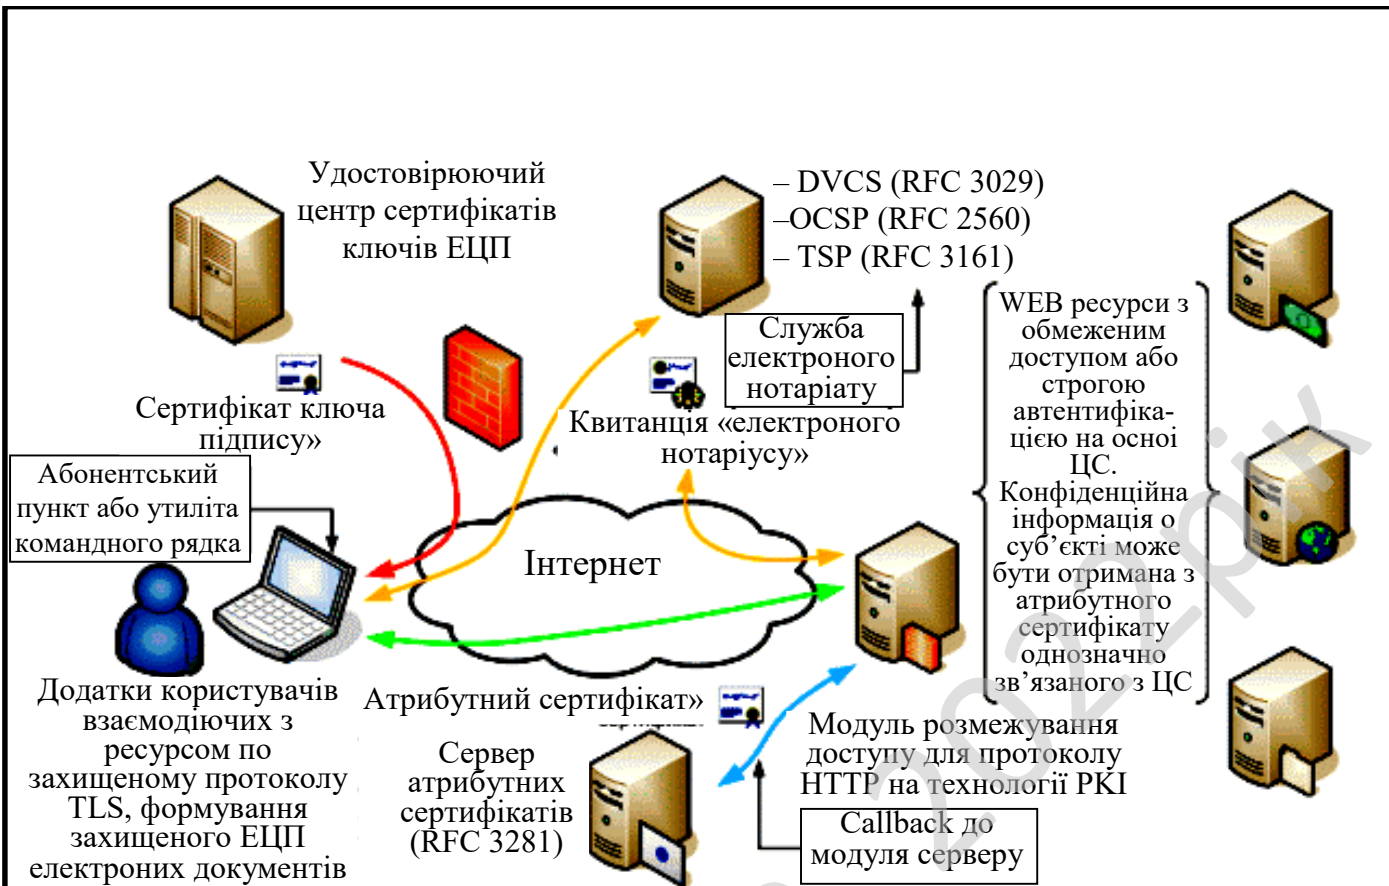 Удостовірюючий
центр сертифікатів
ключів ЕЦП
– DVCS (RFC 3029)
–OCSP (RFC 2560)
– TSP (RFC 3161)
Служба
електроного
нотаріату
WEB ресурси з
обмеженим
доступом або
строгою
автентифіка-
цією на осної
ЦС.
Конфіденційна
інформація о
суб’єкті може
бути отримана з
атрибутного
сертифікату
однозначно
зв’язаного з ЦС
Сертифікат ключа
підпису»
Квитанція «електроного
нотаріусу»
Абонентський
пункт або утиліта
командного рядка
Інтернет
Додатки користувачів
взаємодіючих з
ресурсом по
захищеному протоколу
TLS, формування
захищеного ЕЦП
електроних документів
Атрибутний сертифікат»
Сервер
атрибутних
сертифікатів
(RFC 3281)
Модуль розмежування
доступу для протоколу
HTTP на технології PKI
Callback до
модуля серверу
2022рік